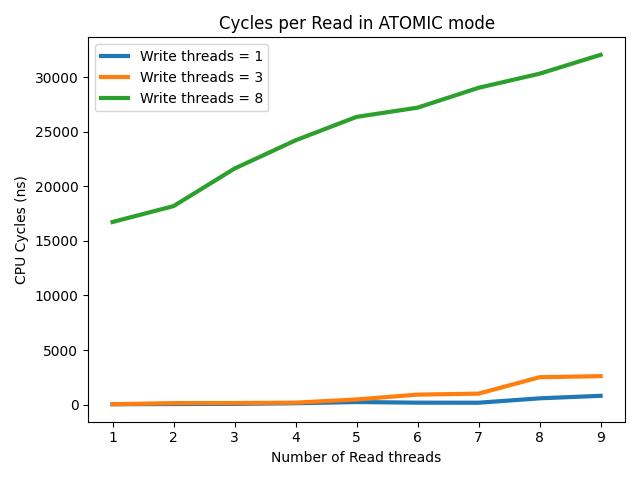 Cycles per Read in ATOMIC mode
Write threads = 1
Write threads = 3
Write threads = 8
CPU Cycles (ns)
30000
25000
20000
15000
10000
5000
0
1 2 3 4 5 6 7 8 9
Number of Read threads